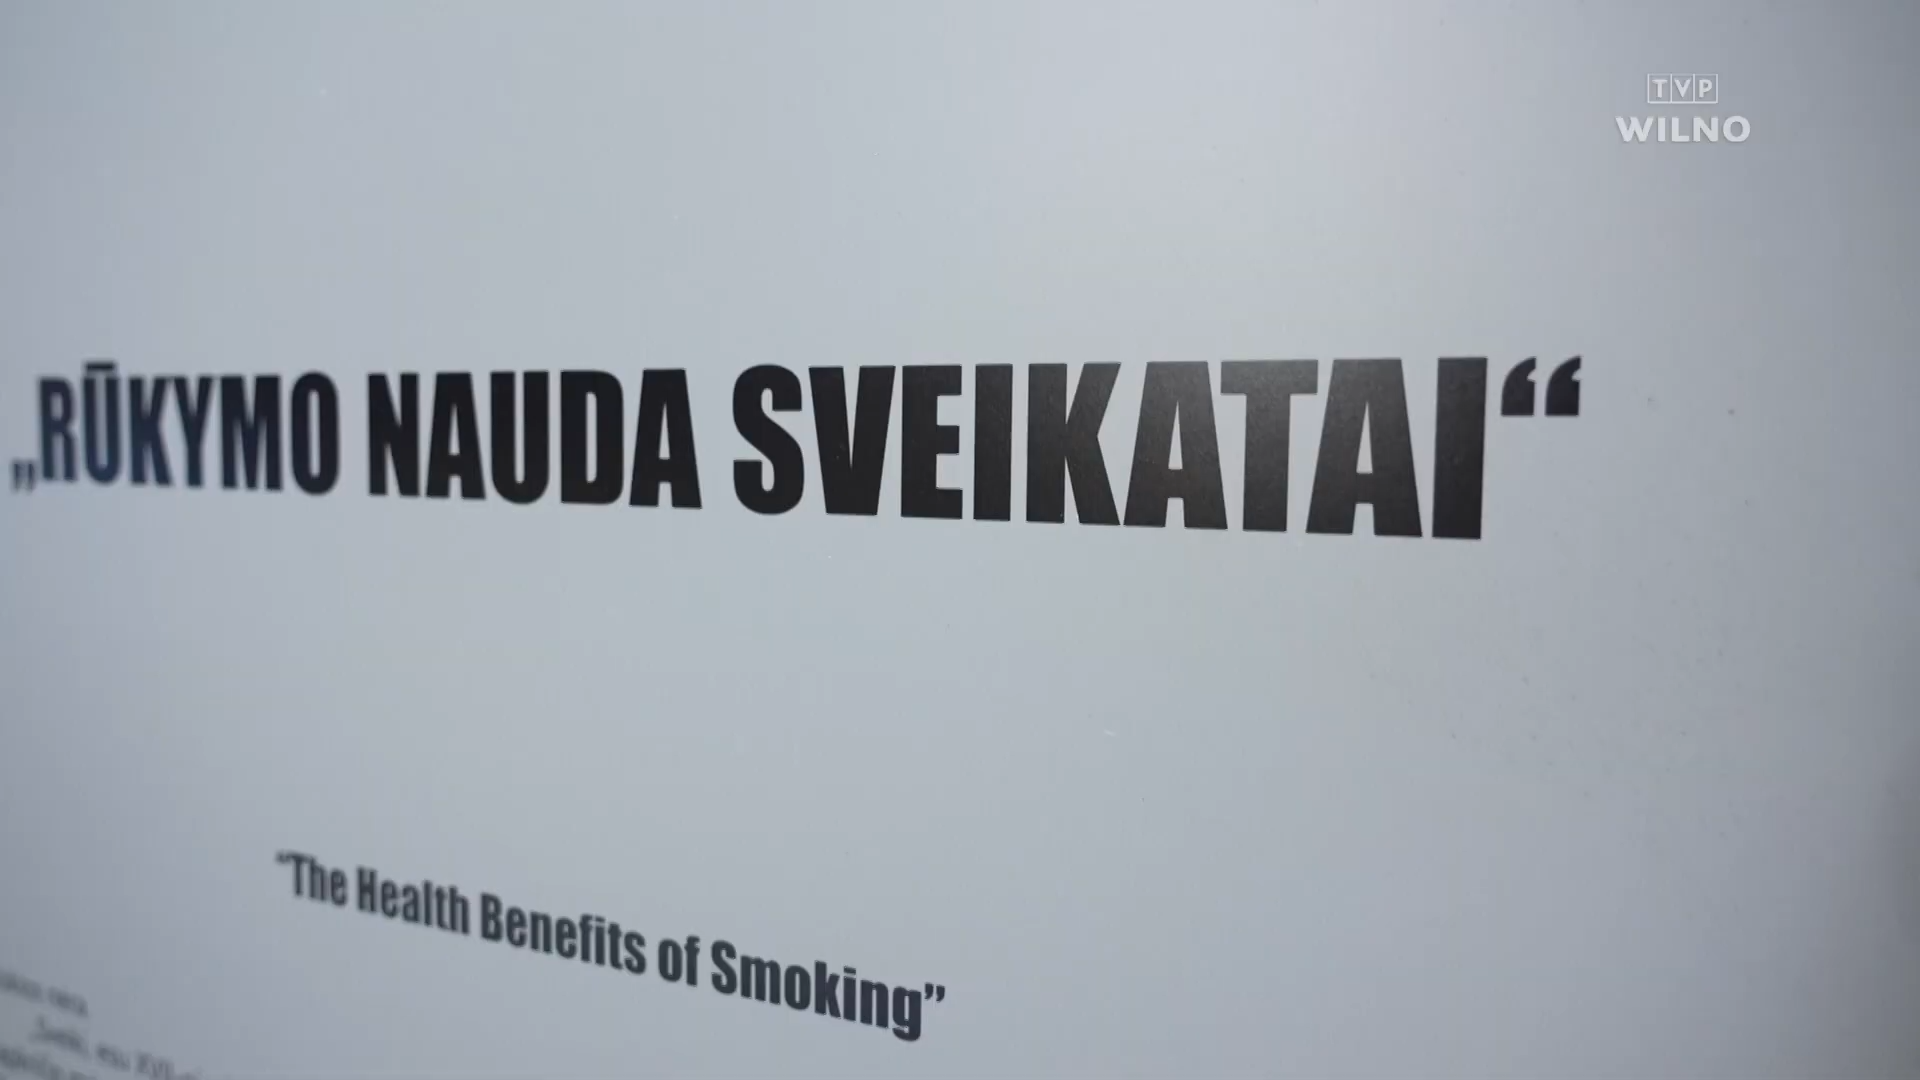 TVP
WILNO
„RŪKYMO NAUDA SVEIKATAI“
“The Health Benefits of Smoking”